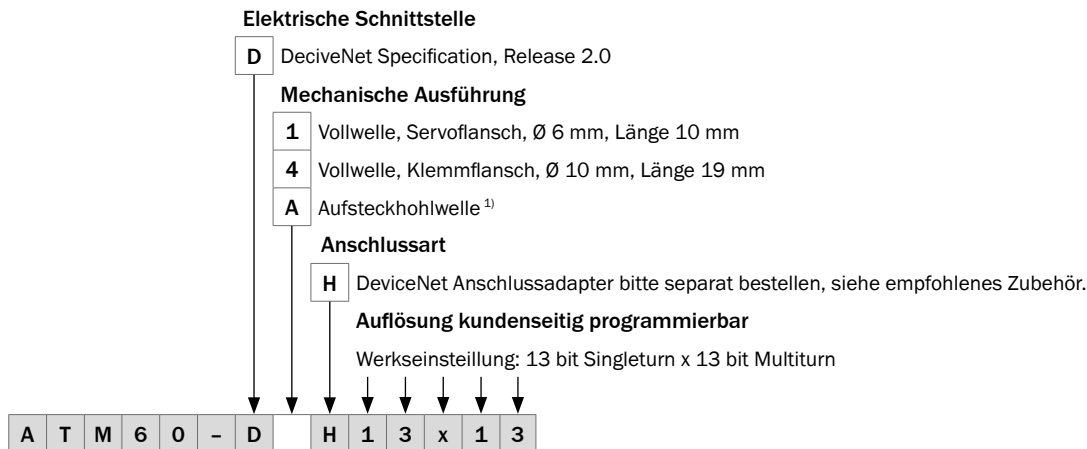 Elektrische Schnittstelle
D DeciveNet Specification, Release 2.0
Mechanische Ausführung
1 Vollwelle, Servoflansch, Ø 6 mm, Länge 10 mm
4 Vollwelle, Klemmflansch, Ø 10 mm, Länge 19 mm
A Aufsteckhohlwelle 1)
Anschlussart
H DeviceNet Anschlussadapter bitte separat bestellen, siehe empfohlenes Zubehör.
Auflösung kundenseitig programmierbar
Werkseinsteillung: 13 bit Singleturn x 13 bit Multiturn
A T M 6 0 – D H 1 3 x 1 3